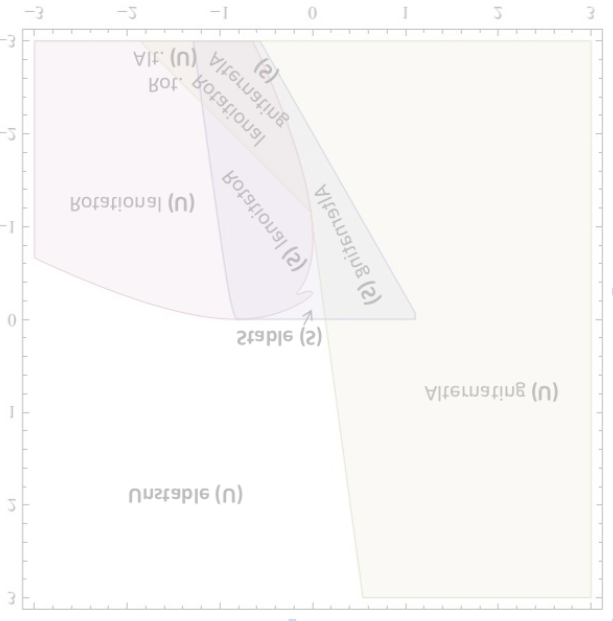 −3 −2 −1 0 1 2 3
−3
Alt. (U)
Rot.
Alternating
(S)
Rotational
−2
Rotational (U)
Rotational (S)
Alternating (S)
−1
0
Stable (S)
Alternating (U)
1
Unstable (U)
2
3